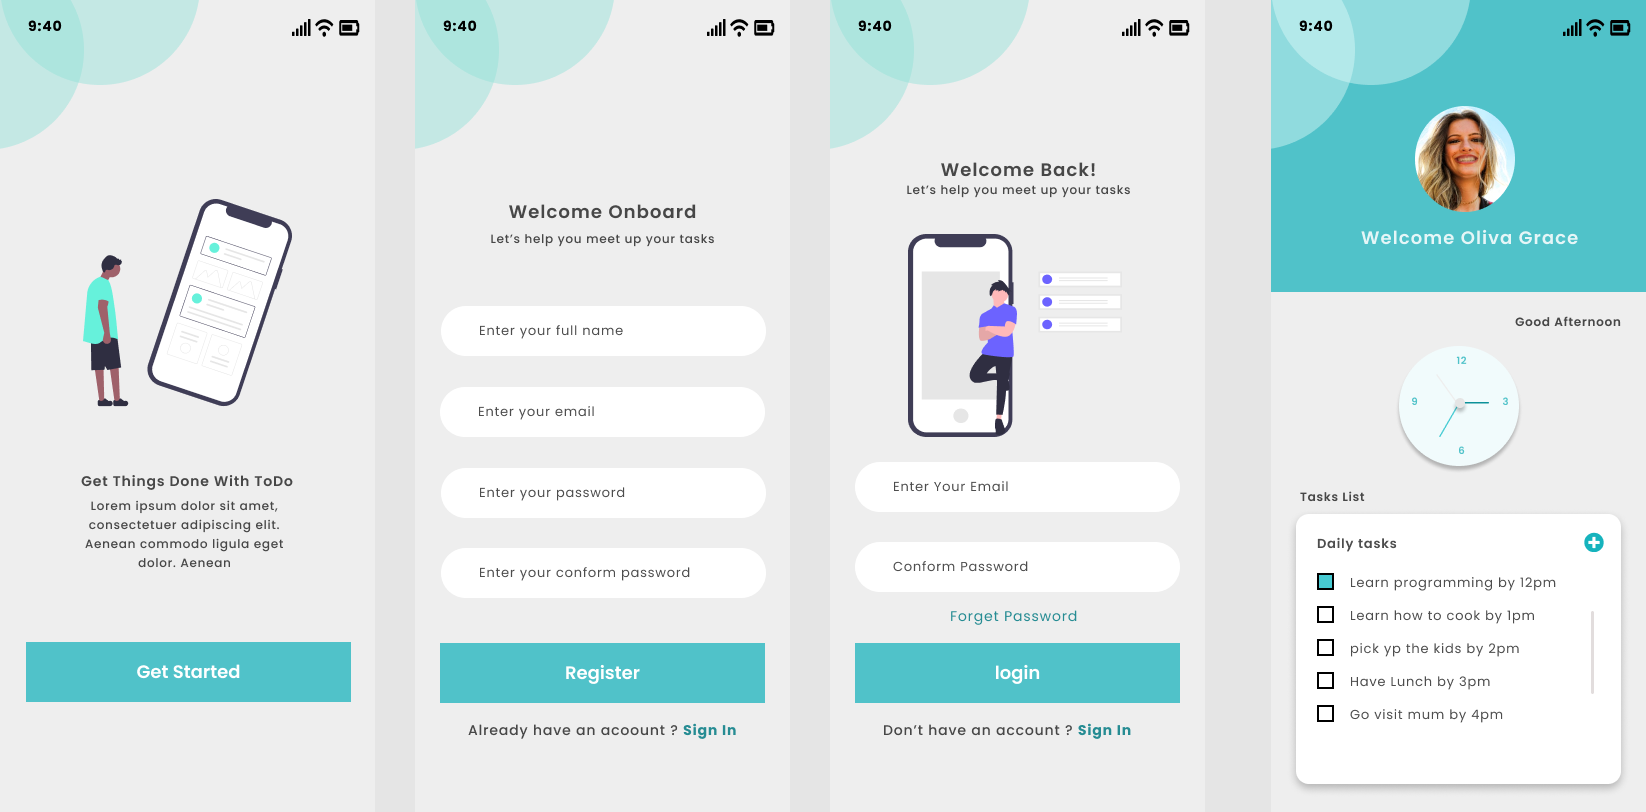 9:40
Get Things Done With ToDo
Lorem ipsum dolor sit amet,
consectetuer adipiscing elit.
Aenean commodo ligula eget
dolor. Aenean
Get Started
9:40
Welcome Onboard
Let's help you meet up your tasks
Enter your full name
Enter your email
Enter your password
Enter your conform password
Register
Already have an acoount ? Sign In
9:40
Welcome Back!
Let's help you meet up your tasks
Enter Your Email
Conform Password
Forget Password
login
Don't have an account ? Sign In
9:40
Welcome Oliva Grace
Good Afternoon
12
9
3
6
Tasks List
Daily tasks
Learn programming by 12pm
Learn how to cook by 1pm
pick yp the kids by 2pm
Have Lunch by 3pm
Go visit mum by 4pm